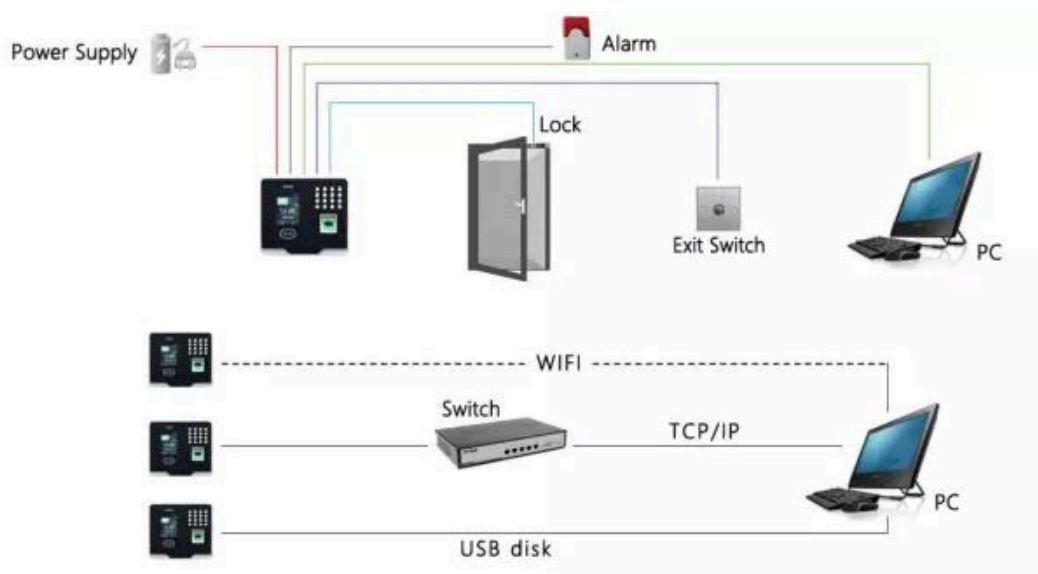 Power Supply
Alarm
Lock
Exit Switch
PC
WIFI
Switch
TCP/IP
PC
USB disk